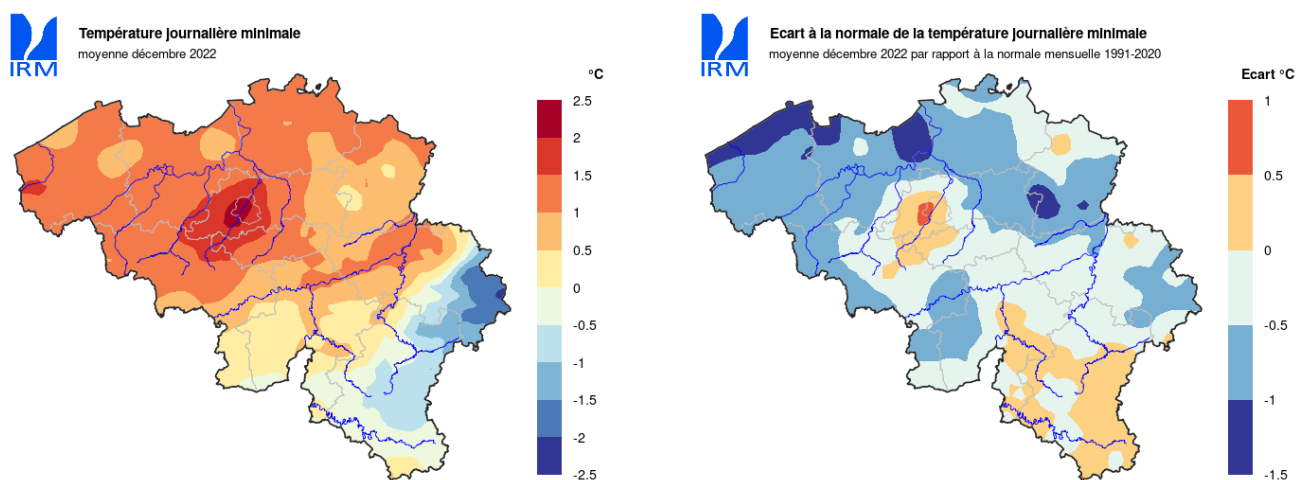 IRM
Température journalière minimale
moyenne décembre 2022
°C
2.5
2
1.5
1
0.5
0
-0.5
-1
-1.5
-2
-2.5
IRM
Ecart à la normale de la température journalière minimale
moyenne décembre 2022 par rapport à la normale mensuelle 1991-2020
Ecart °C
1
0.5
0
-0.5
-1
-1.5